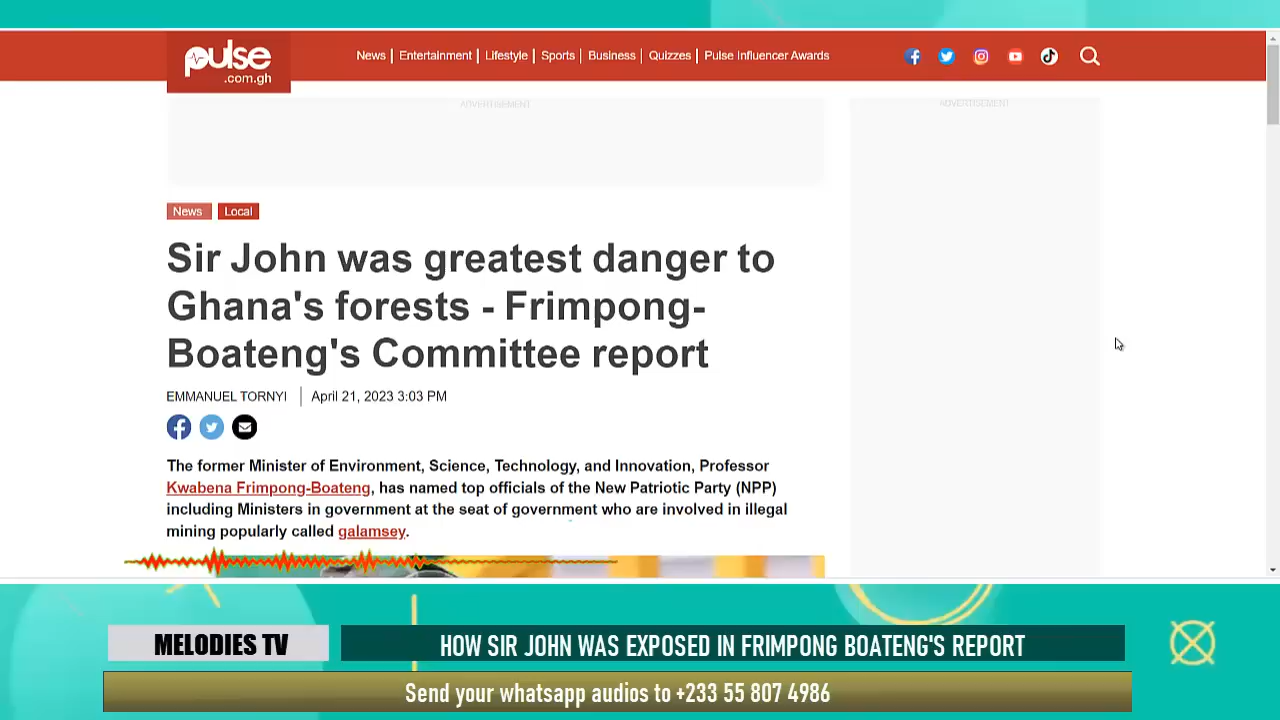 pulse
.com.gh
News
Entertainment
Lifestyle
Sports
Business
Quizzes
Pulse Influencer Awards
ADVERTISEMENT
ADVERTISEMENT
News
Local
Sir John was greatest danger to
Ghana's forests - Frimpong-
Boateng's Committee report
EMMANUEL TORNYI
April 21, 2023 3:03 PM
The former Minister of Environment, Science, Technology, and Innovation, Professor
Kwabena Frimpong-Boateng, has named top officials of the New Patriotic Party (NPP)
including Ministers in government at the seat of government who are involved in illegal
mining popularly called galamsey.
MELODIES TV
HOW SIR JOHN WAS EXPOSED IN FRIMPONG BOATENG'S REPORT
Send your whatsapp audios to +233 55 807 4986